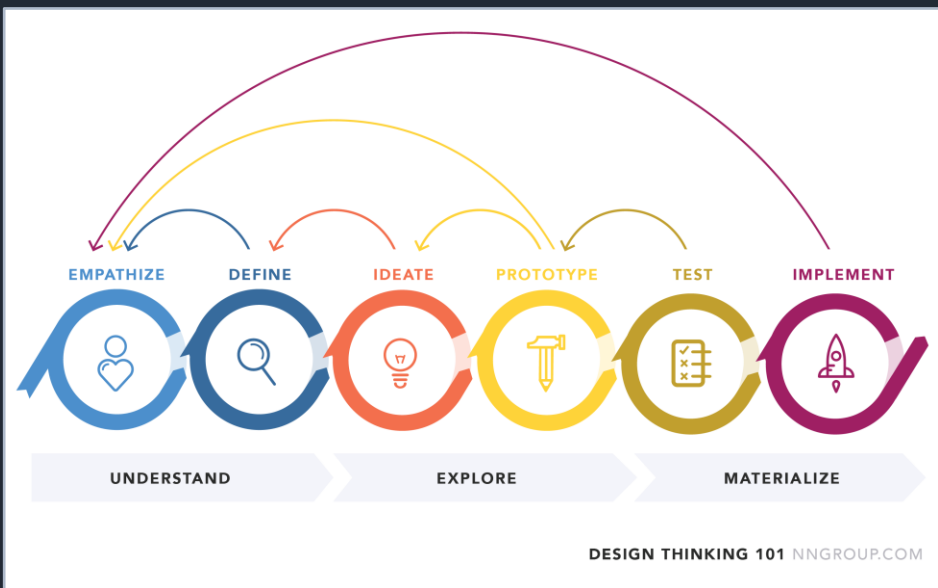 EMPATHIZE DEFINE IDEATE PROTOTYPE TEST IMPLEMENT
UNDERSTAND EXPLORE MATERIALIZE
DESIGN THINKING 101 NNGROUP.COM